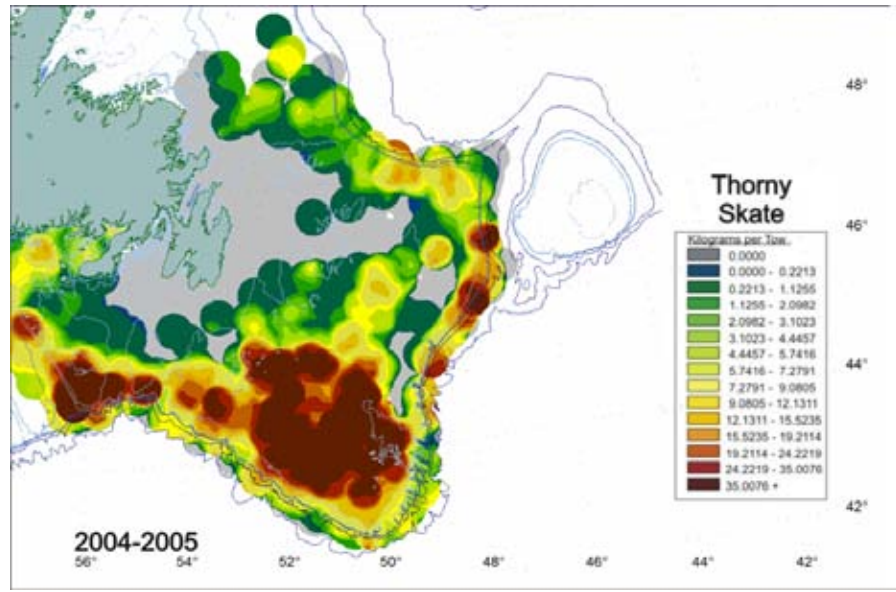 48°
Thorny
Skate
46°
Kilograms per Tow
0.0000
0.0000 - 0.2213
0.2213 - 1.1255
1.1255 - 2.0982
2.0982 - 3.1023
3.1023 - 4.4457
4.4457 - 5.7416
5.7416 - 7.2791
7.2791 - 9.0805
9.0805 - 12.1311
12.1311 - 15.5235
15.5235 - 19.2114
19.2114 - 24.2219
24.2219 - 35.0076
35.0076 +
44°
42°
2004-2005
56° 54° 52° 50° 48° 46° 44° 42°